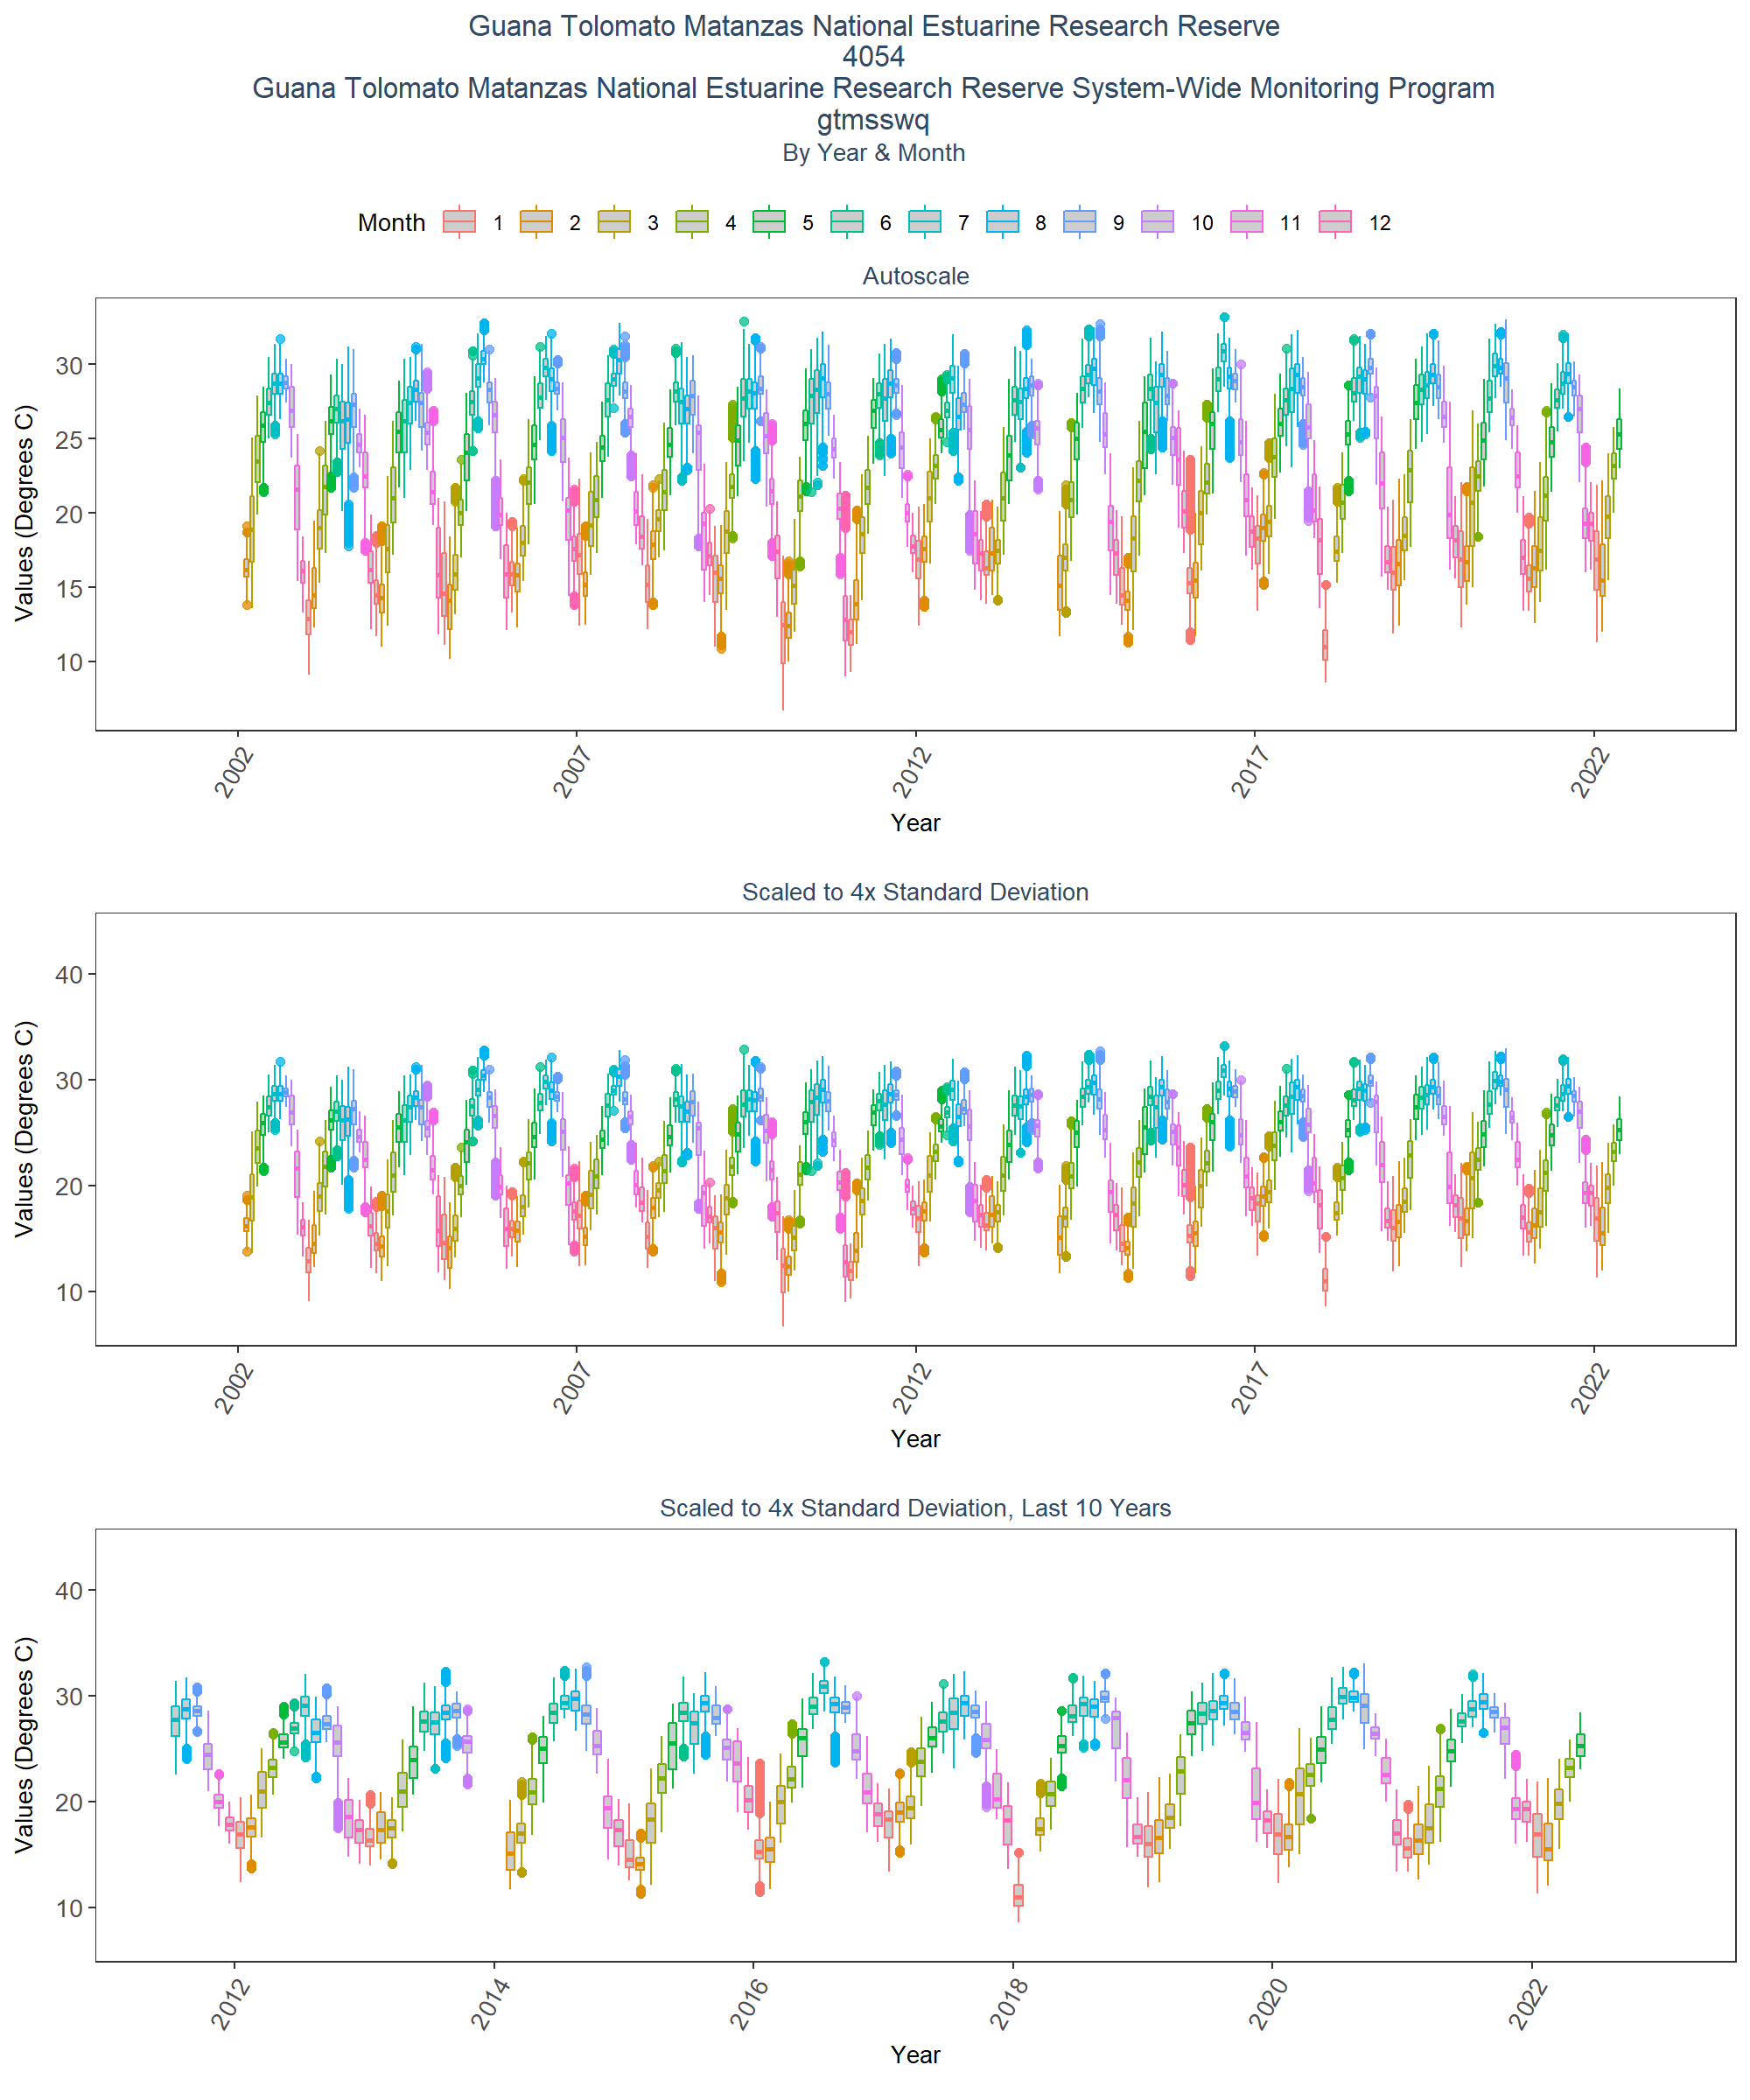 Guana Tolomato Matanzas National Estuarine Research Reserve
4054
Guana Tolomato Matanzas National Estuarine Research Reserve System-Wide Monitoring Program
gtmsswq
By Year & Month
Month 1 2 3 4 5 6 7 8 9 10 11 12
Autoscale
Values (Degrees C)
30
25
20
15
10
2002 2007 2012 2017 2022
Year
Scaled to 4x Standard Deviation
Values (Degrees C)
40
30
20
10
2002 2007 2012 2017 2022
Year
Scaled to 4x Standard Deviation, Last 10 Years
Values (Degrees C)
40
30
20
10
2012 2014 2016 2018 2020 2022
Year